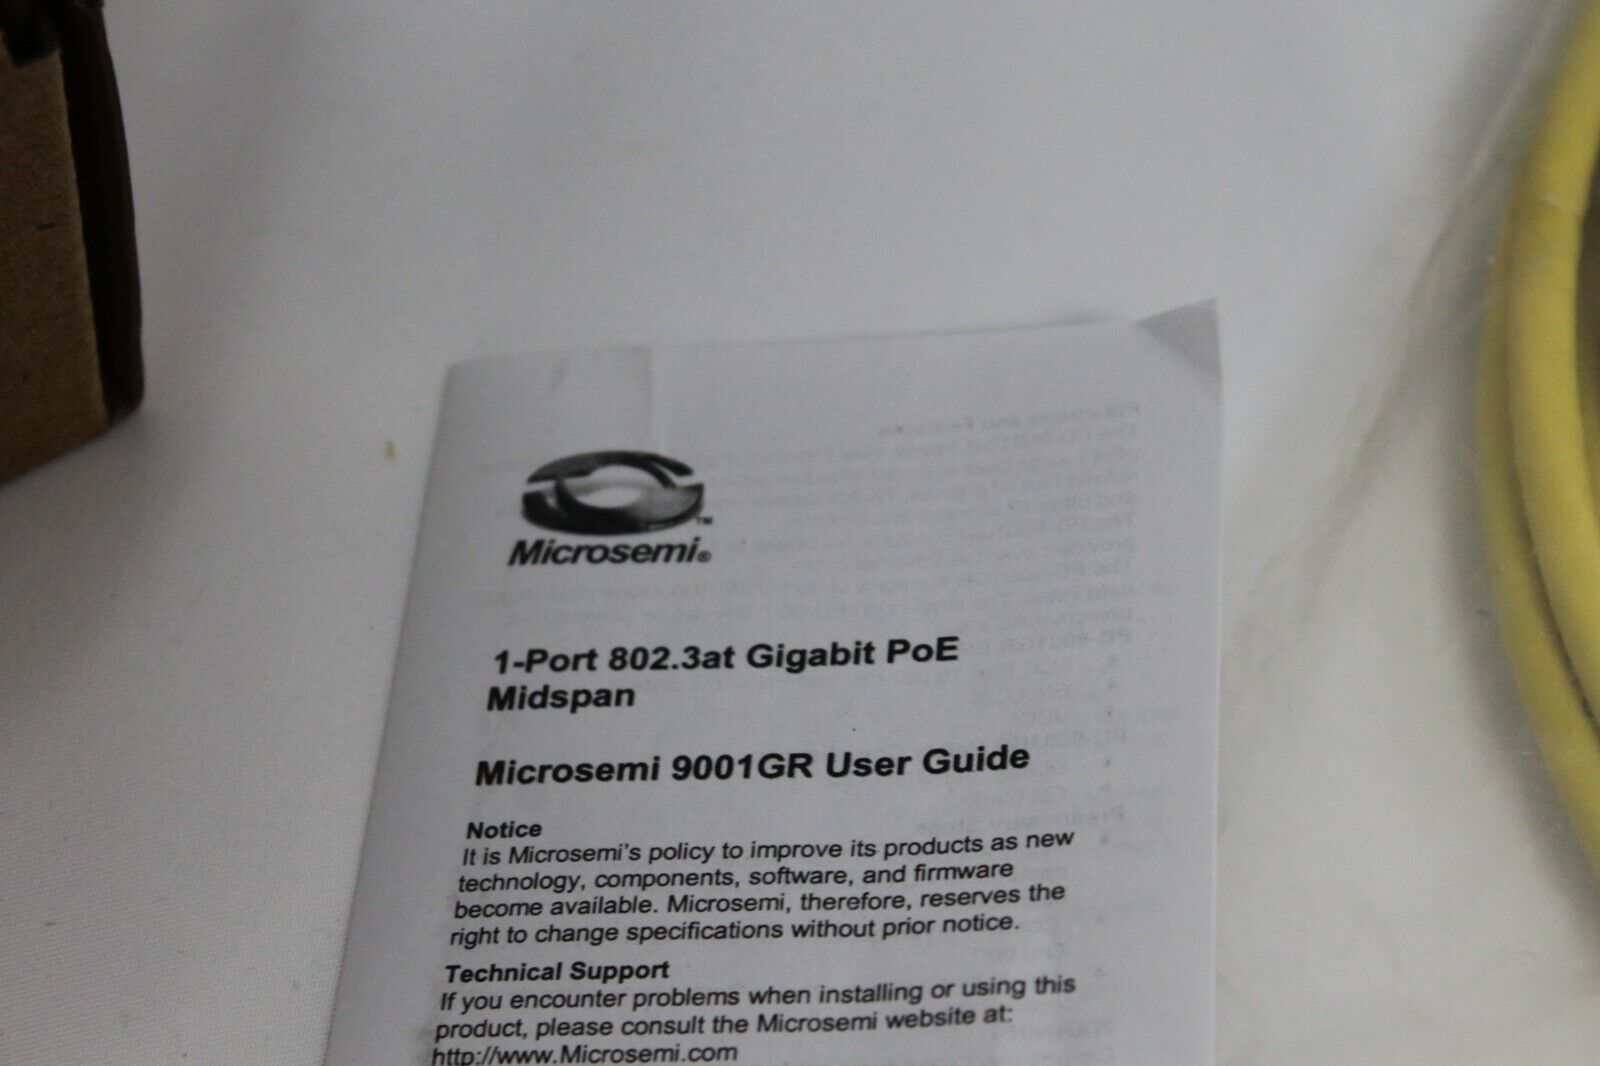 TM
Microsemi®
1-Port 802.3at Gigabit PoE
Midspan
Microsemi 9001GR User Guide
Notice
It is Microsemi's policy to improve its products as new
technology, components, software, and firmware
become available. Microsemi, therefore, reserves the
right to change specifications without prior notice.
Technical Support
If you encounter problems when installing or using this
product, please consult the Microsemi website at:
http://www.Microsemi.com